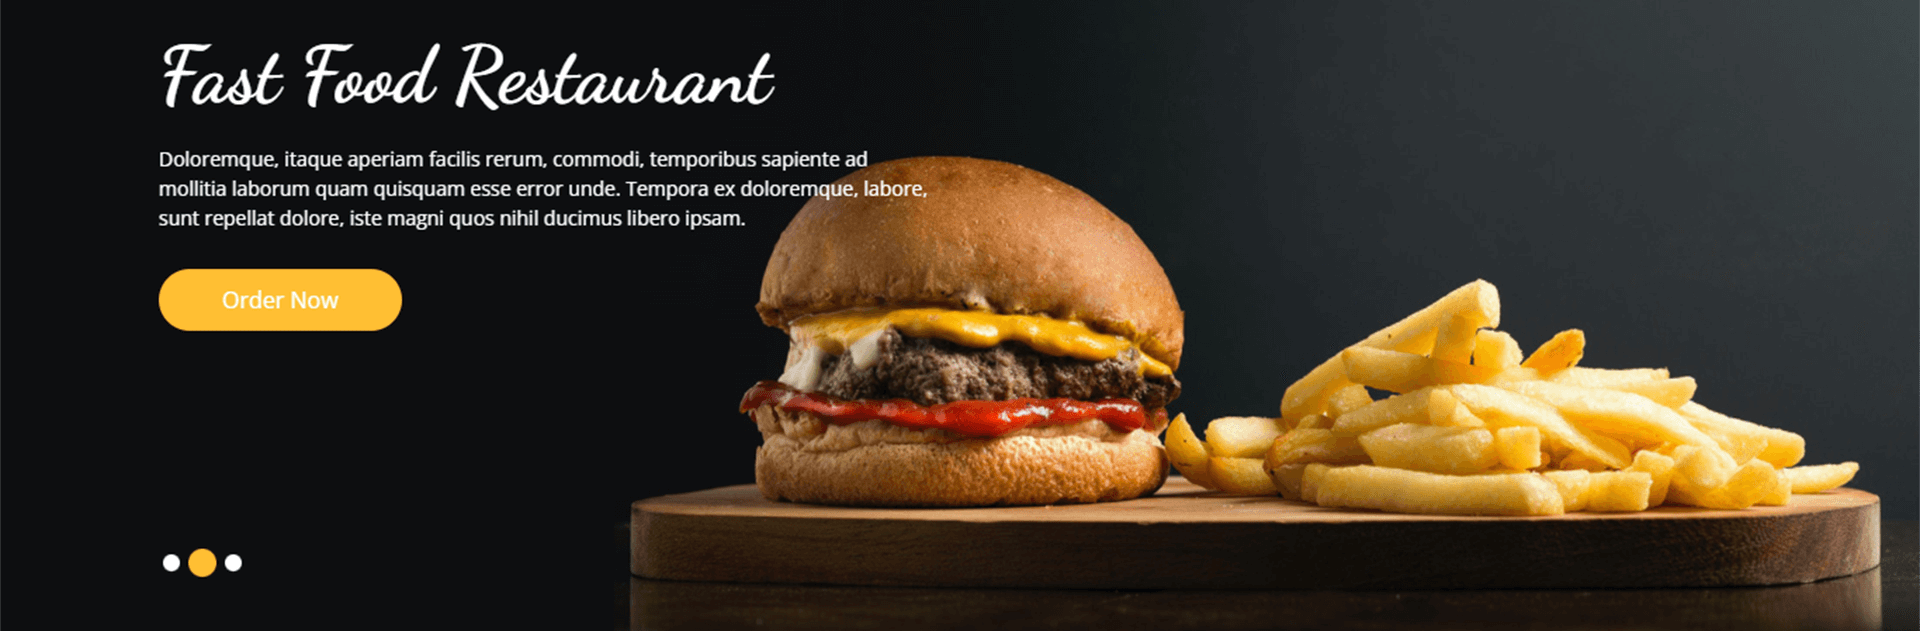 Fast Food Restaurant
Doloremque, itaque aperiam facilis rerum, commodi, temporibus sapiente ad
mollitia laborum quam quisquam esse error unde. Tempora ex doloremque, labore,
sunt repellat dolore, iste magni quos nihil ducimus libero ipsam.
Order Now